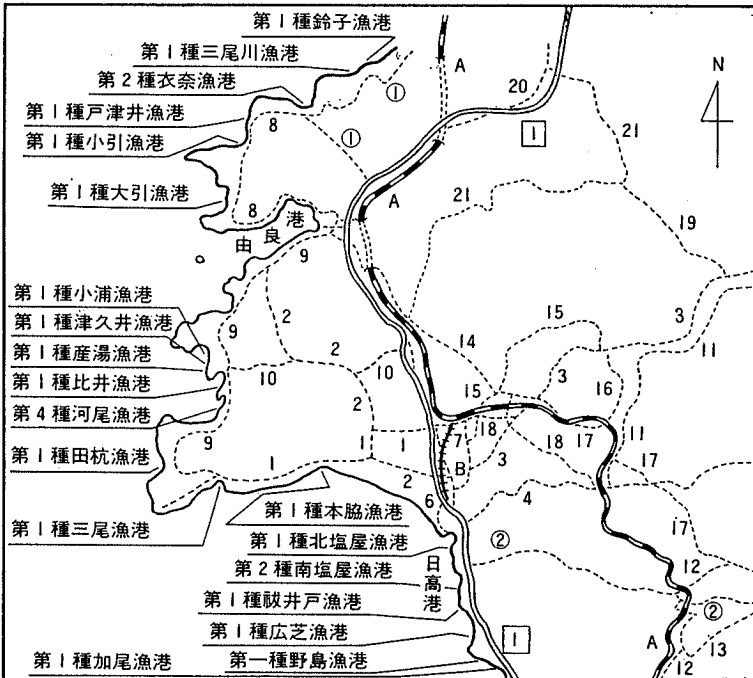 第1種鈴子漁港
第1種三尾川漁港
第2種衣奈漁港
第1種戸津井漁港
第1種小引漁港
第1種大引漁港
由良港
第1種小浦漁港
第1種津久井漁港
第1種産湯漁港
第1種比井漁港
第4種河尾漁港
第1種田杭漁港
第1種三尾漁港
第1種本脇漁港
第1種北塩屋漁港
第2種南塩屋漁港
第1種祓井戸漁港
第1種広芝漁港
第一種野島漁港
第1種加尾漁港
日高港
N
A
20
1
21
①
8
①
8
A
21
19
9
3
15
11
9
2
14
2
10
10
15
3
16
2
9
1
1
1
7
18
B
3
18
17
11
17
2
6
4
17
②
12
②
A
13
12
1